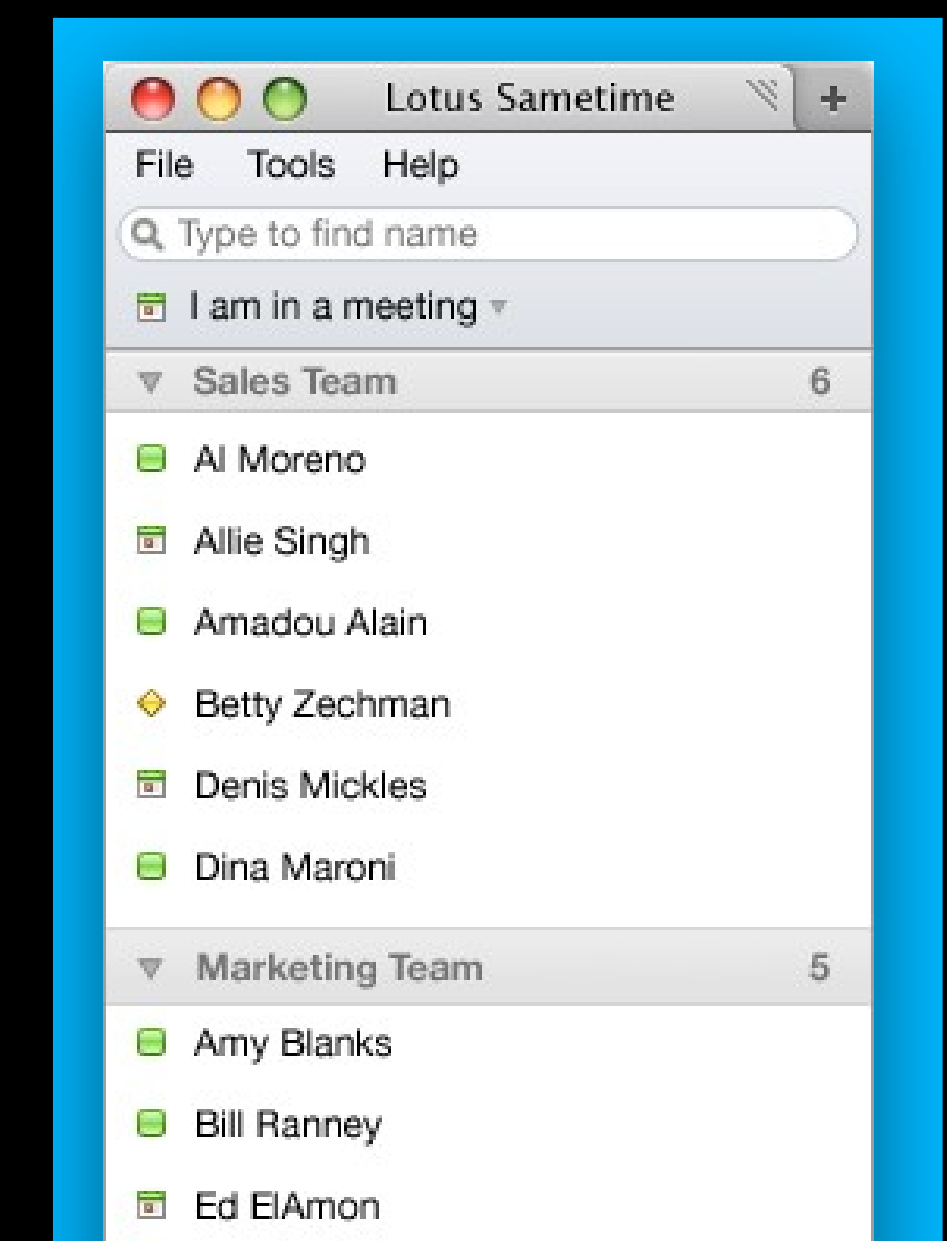 Lotus Sametime +
File Tools Help
Type to find name
I am in a meeting
Sales Team 6
Al Moreno
Allie Singh
Amadou Alain
Betty Zechman
Denis Mickles
Dina Maroni
Marketing Team 5
Amy Blanks
Bill Ranney
Ed ElAmon